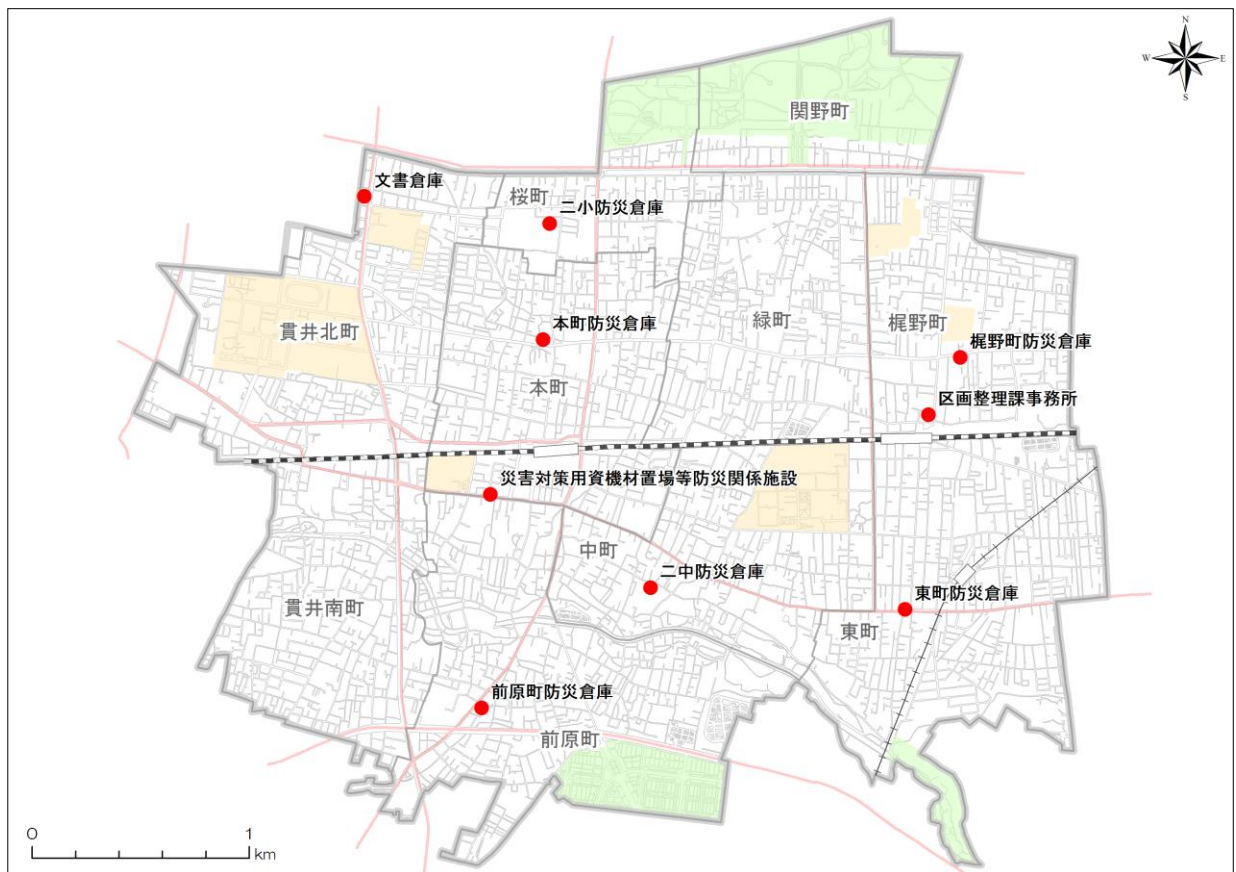 N
W
E
S
関野町
文書倉庫
桜町
二小防災倉庫
貫井北町
本町防災倉庫
緑町
梶野町
梶野町防災倉庫
本町
区画整理課事務所
災害対策用資機材置場等防災関係施設
中町
二中防災倉庫
貫井南町
東町防災倉庫
東町
前原町防災倉庫
前原町
0
1
km